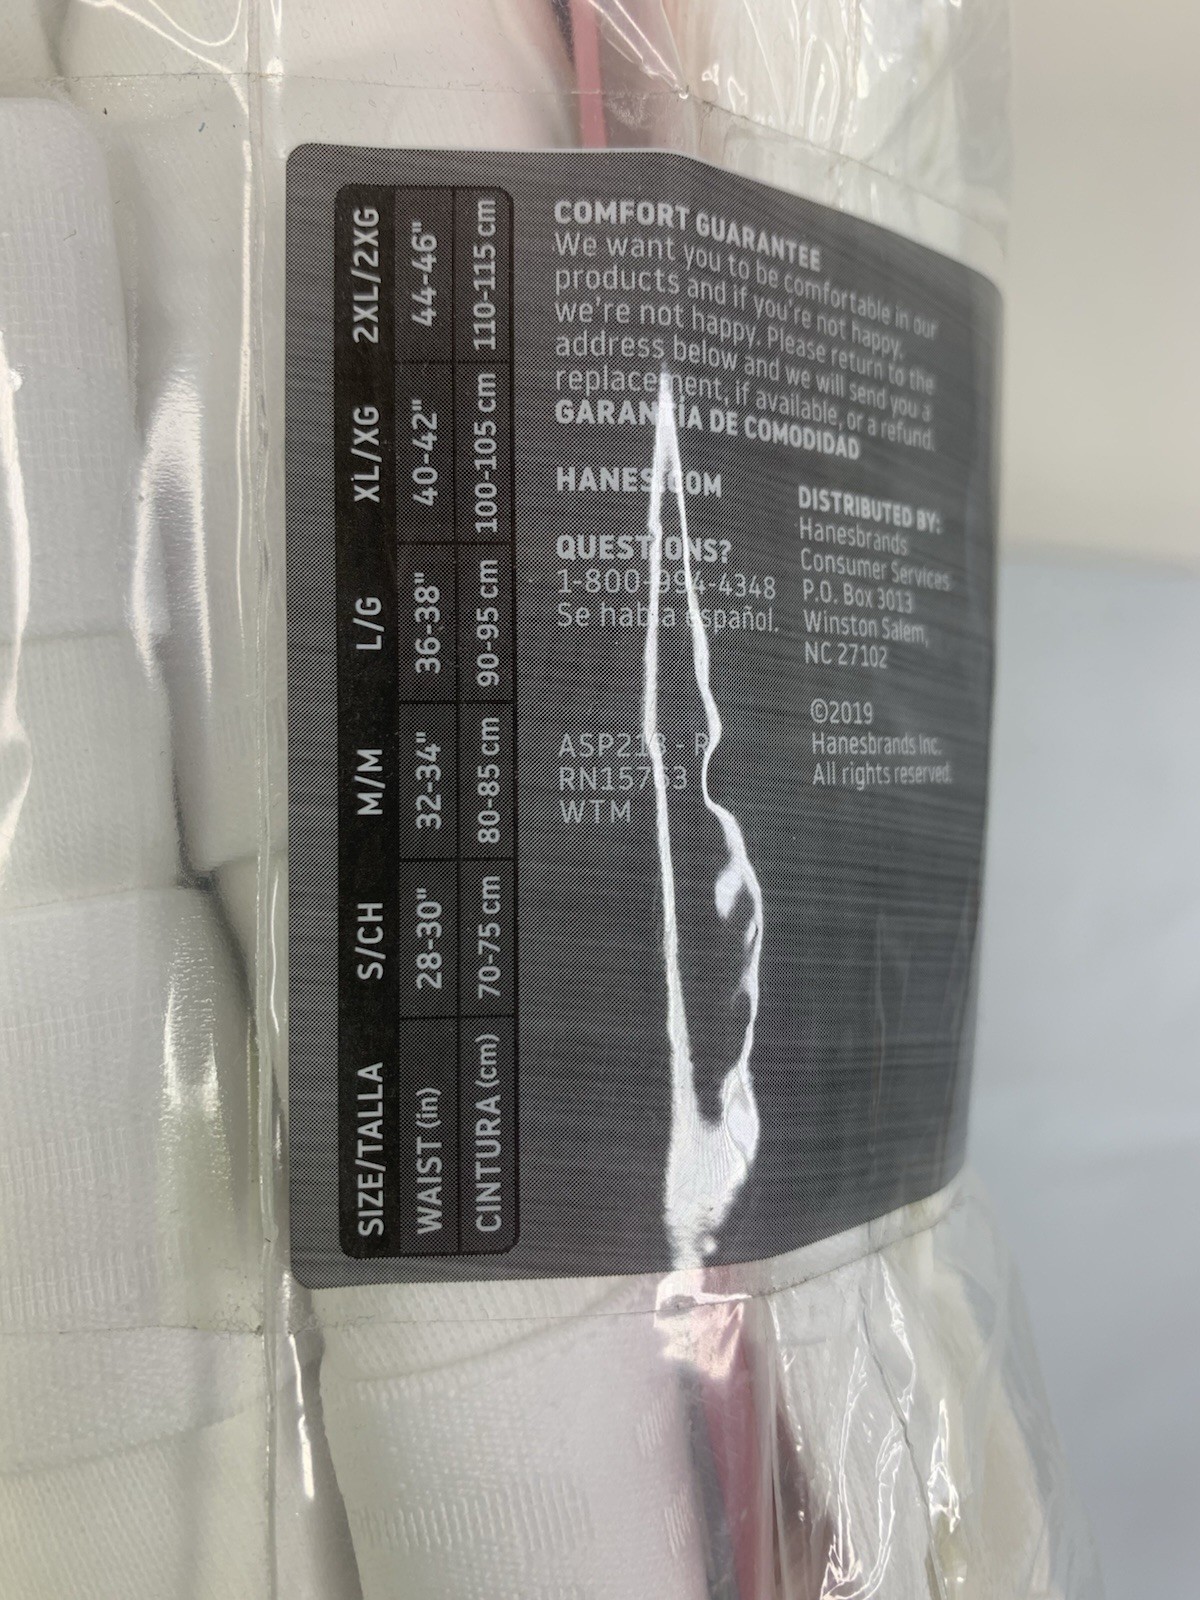 SIZE/TALLA S/CH M/M L/G XL/XG 2XL/2XG
WAIST (in) 28-30" 32-34" 36-38" 40-42" 44-46"
CINTURA (cm) 70-75 cm 80-85 cm 90-95 cm 100-105 cm 110-115 cm
COMFORT GUARANTEE
We want you to be comfortable in our
products and if you're not happy,
we're not happy. Please return to the
address below and we will send you a
replacement, if available, or a refund.
GARANTÍA DE COMODIDAD
HANES.COM
QUESTIONS?
1-800-994-4348
Se habla español.
ASP213 - R
RN15763
WTM
DISTRIBUTED BY:
Hanesbrands
Consumer Services
P.O. Box 3013
Winston Salem,
NC 27102
©2019
Hanesbrands Inc.
All rights reserved.